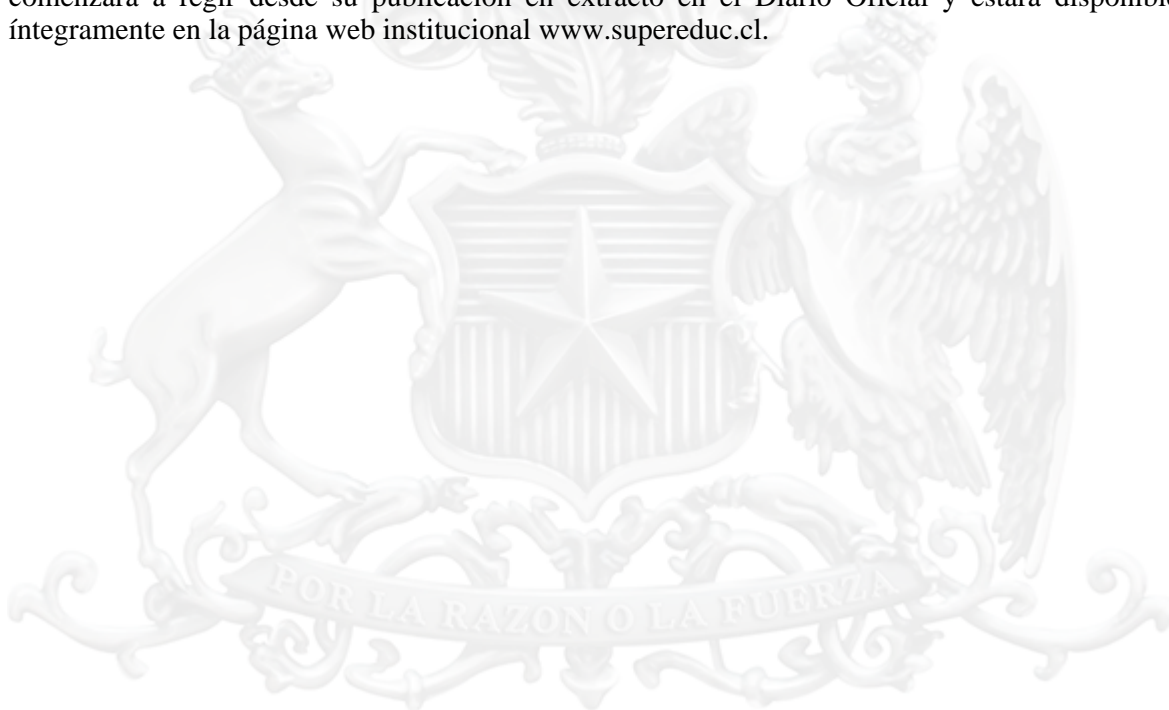 comenzará a regir desde su publicación en extracto en el Diario Oficial y estará disponible
íntegramente en la página web institucional www.supereduc.cl.
POR LA RAZON O LA FUERZA